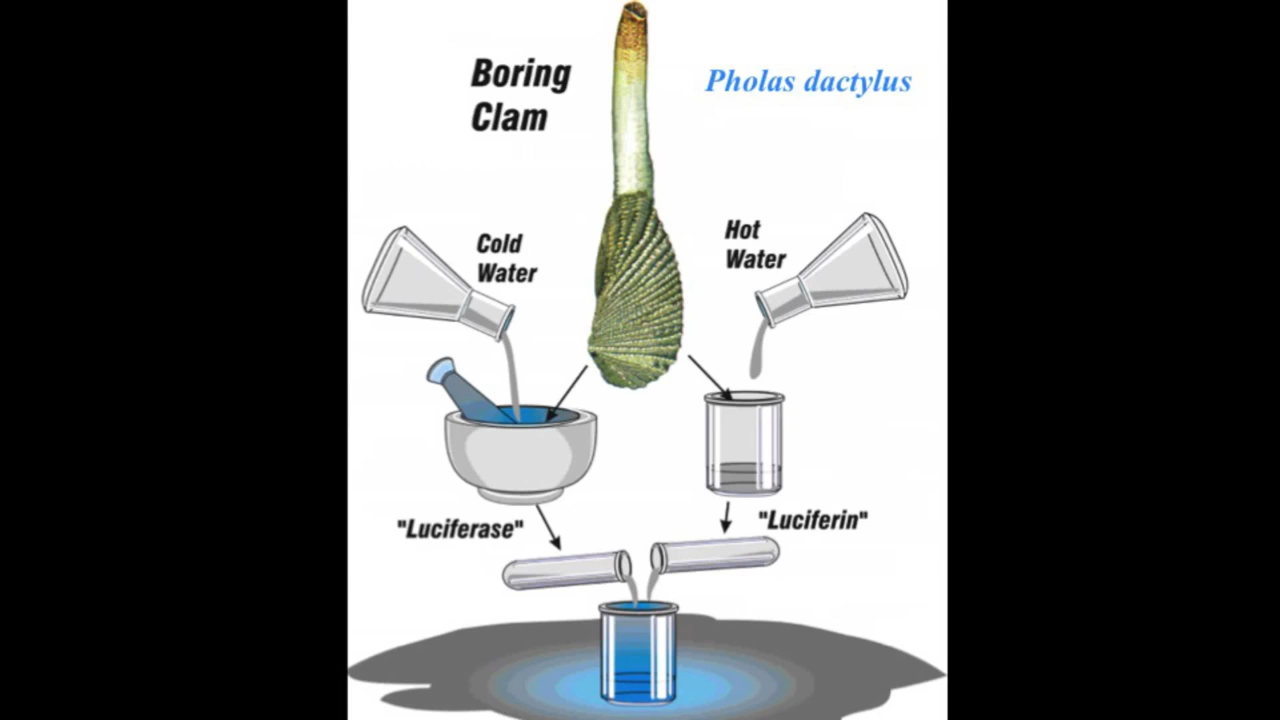 Boring
Clam
Pholas dactylus
Cold
Water
Hot
Water
"Luciferase"
"Luciferin"